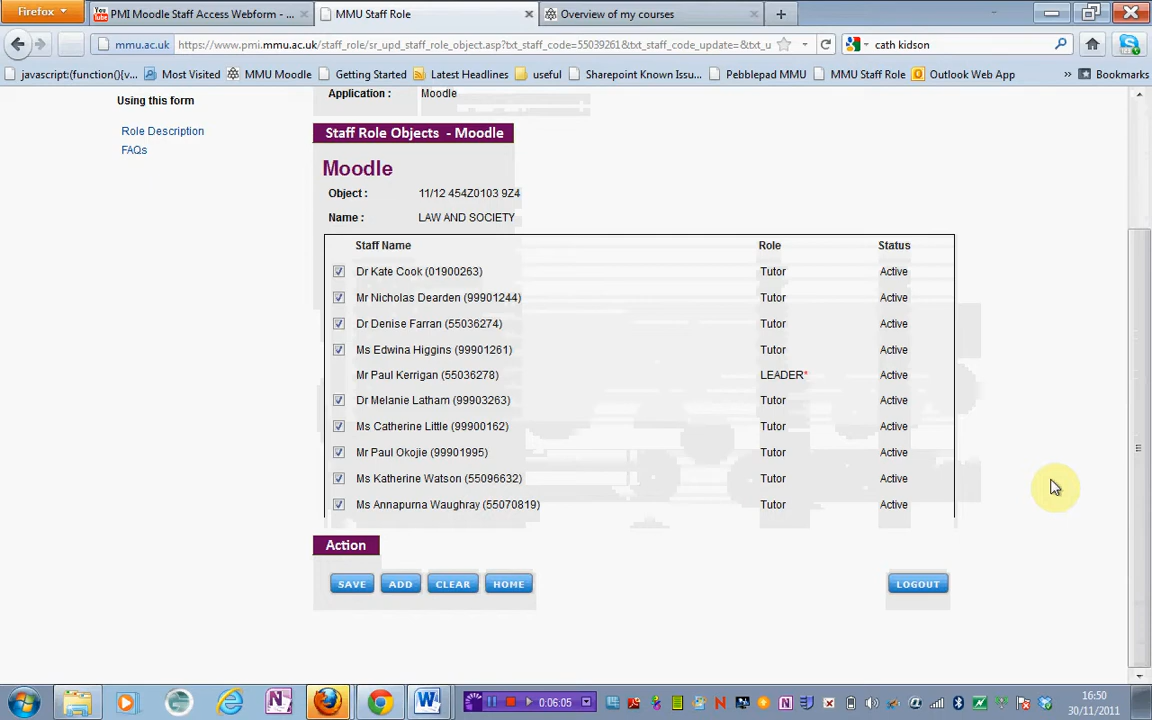 Firefox
PMI Moodle Staff Access Webform - ...
MMU Staff Role
Overview of my courses
mmu.ac.uk
https://www.pmi.mmu.ac.uk/staff_role/sr_upd_staff_role_object.asp?txt_staff_code=55039261&txt_staff_code_update=&txt_u
cath kidson
javascript:(function(){v...
Most Visited
MMU Moodle
Getting Started
Latest Headlines
useful
Sharepoint Known Issu...
Pebblepad MMU
MMU Staff Role
Outlook Web App
»
Bookmarks
Using this form
Role Description
FAQs
Application : Moodle
Staff Role Objects - Moodle
Moodle
Object : 11/12 454Z0103 9Z4
Name : LAW AND SOCIETY
Staff Name Role Status
Dr Kate Cook (01900263) Tutor Active
Mr Nicholas Dearden (99901244) Tutor Active
Dr Denise Farran (55036274) Tutor Active
Ms Edwina Higgins (99901261) Tutor Active
Mr Paul Kerrigan (55036278) LEADER* Active
Dr Melanie Latham (99903263) Tutor Active
Ms Catherine Little (99900162) Tutor Active
Mr Paul Okojie (99901995) Tutor Active
Ms Katherine Watson (55096632) Tutor Active
Ms Annapurna Waughray (55070819) Tutor Active
Action
SAVE ADD CLEAR HOME LOGOUT
0:06:05
16:50
30/11/2011